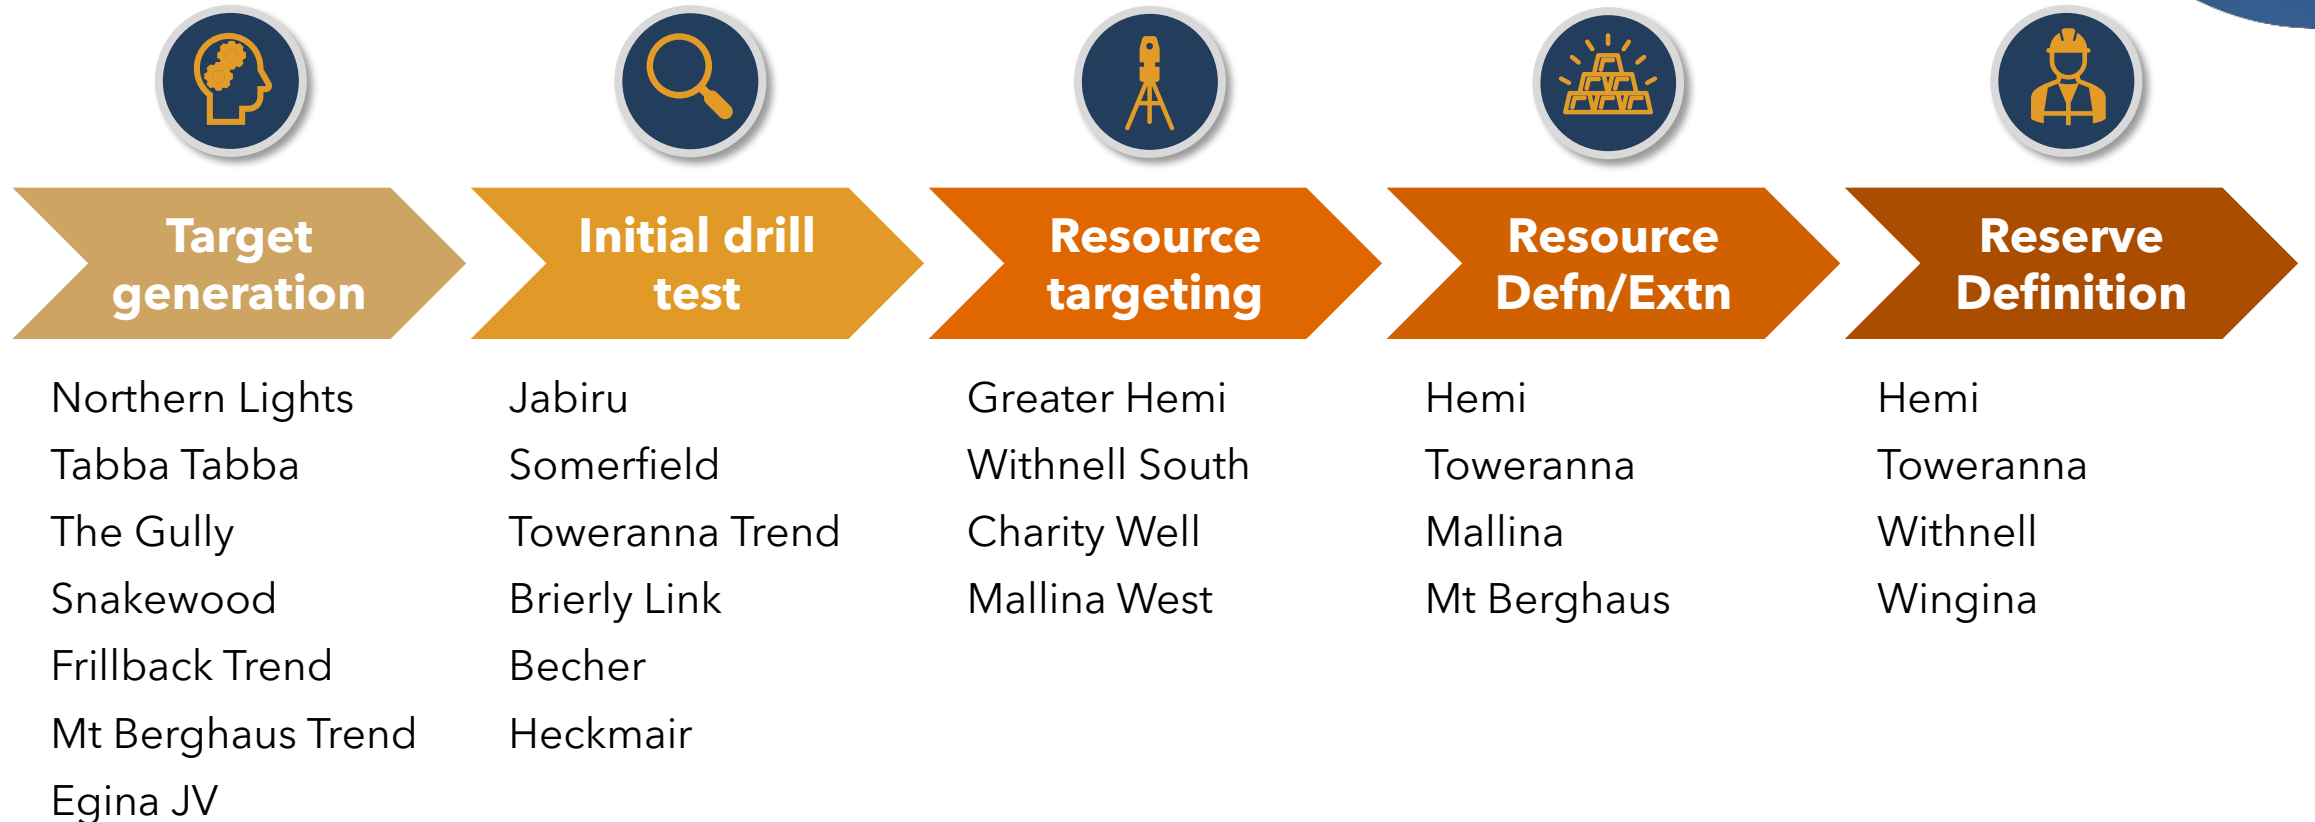 Target
generation
Initial drill
test
Resource
targeting
Resource
Defn/Extn
Reserve
Definition
Northern Lights
Tabba Tabba
The Gully
Snakewood
Frillback Trend
Mt Berghaus Trend
Egina JV
Jabiru
Somerfield
Toweranna Trend
Brierly Link
Becher
Heckmair
Greater Hemi
Withnell South
Charity Well
Mallina West
Hemi
Toweranna
Mallina
Mt Berghaus
Hemi
Toweranna
Withnell
Wingina